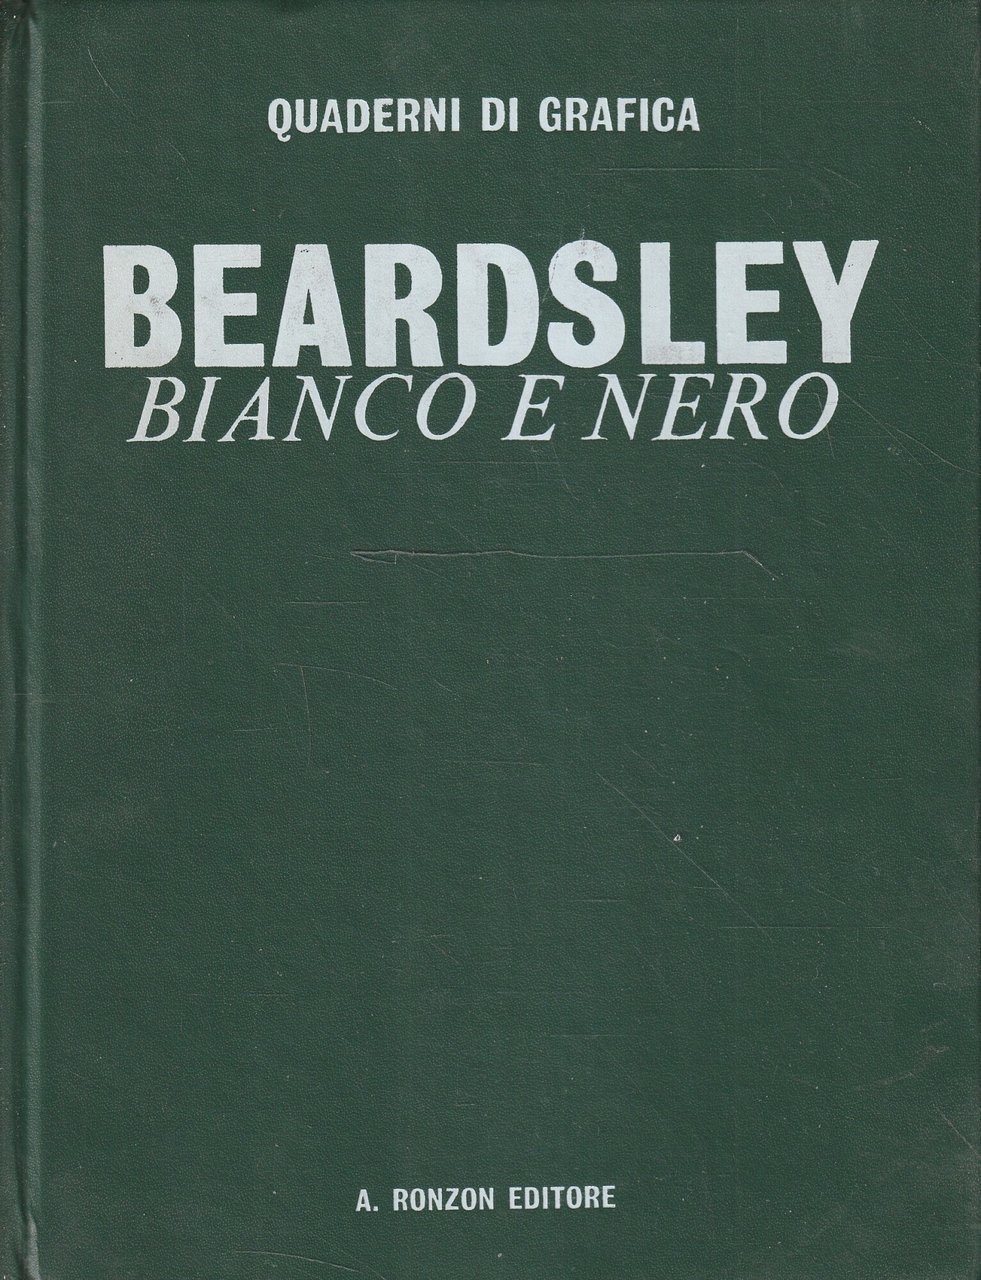 QUADERNI DI GRAFICA
BEARDSLEY
BIANCO E NERO
A. RONZON EDITORE